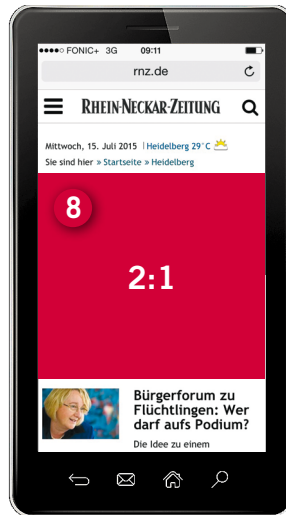 FONIC+ 3G 09:11
rnz.de
RHEIN-NECKAR-ZEITUNG
Mittwoch, 15. Juli 2015 | Heidelberg 29°C
Sie sind hier » Startseite » Heidelberg
8
2:1
Bürgerforum zu
Flüchtlingen: Wer
darf aufs Podium?
Die Idee zu einem